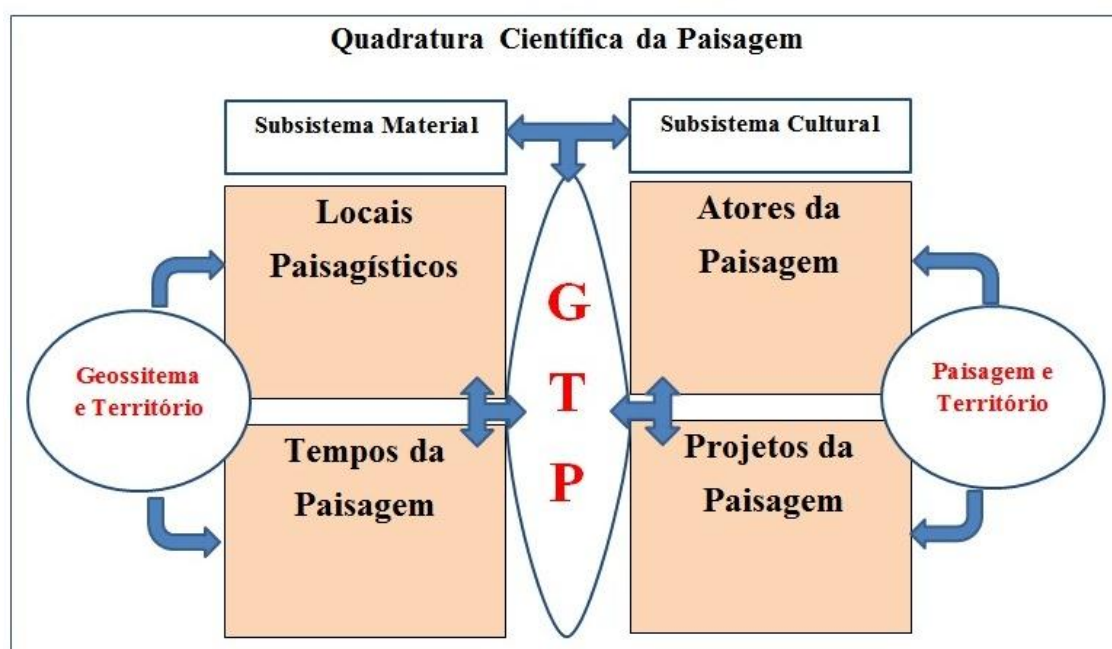 Quadratura Científica da Paisagem
Subsistema Material
Subsistema Cultural
Locais
Paisagísticos
Atores da
Paisagem
G
T
P
Geossitema
e Território
Paisagem e
Território
Tempos da
Paisagem
Projetos da
Paisagem